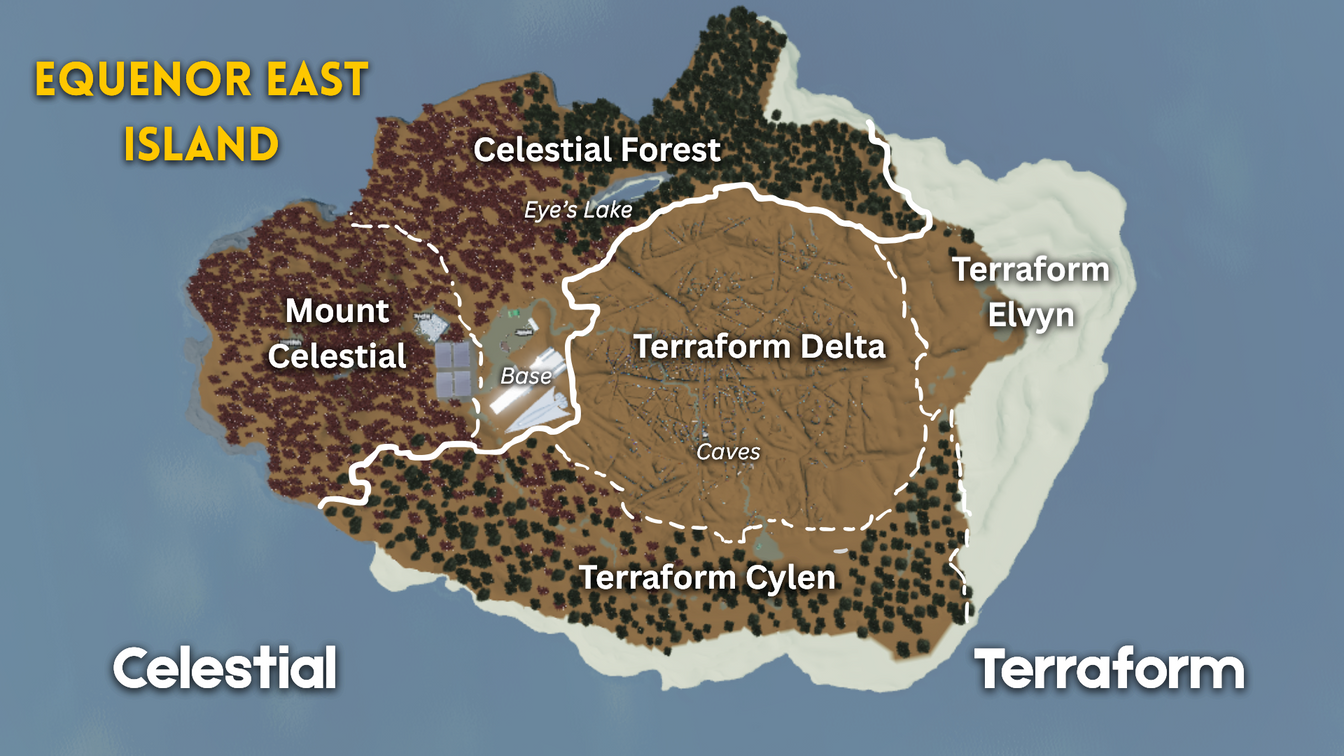 EQUENOR EAST
ISLAND
Celestial Forest
Eye's Lake
Terraform
Elvyn
Mount
Celestial
Terraform Delta
Base
Caves
Terraform Cylen
Celestial
Terraform